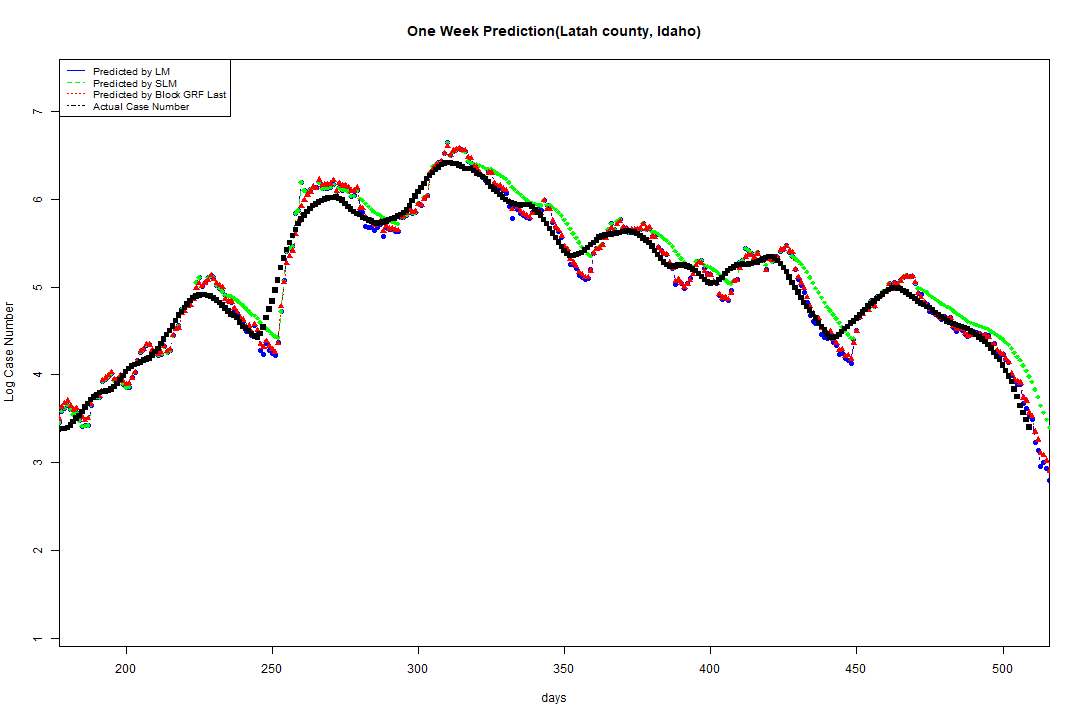 One Week Prediction(Latah county, Idaho)
Predicted by LM
Predicted by SLM
Predicted by Block GRF Last
Actual Case Number
7
6
5
4
3
2
1
Log Case Number
200 250 300 350 400 450 500
days